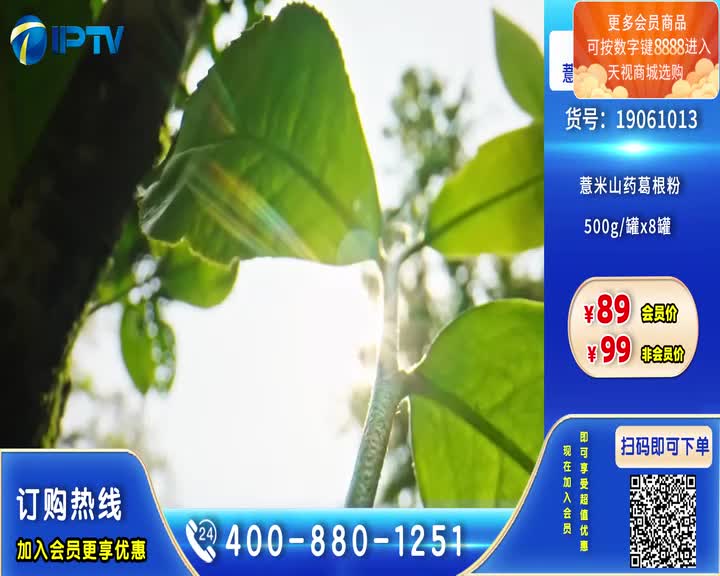 IPTV
更多会员商品
可按数字键8888进入
天视商城选购
薏
货号：19061013
薏米山药葛根粉
500g/罐x8罐
¥89 会员价
¥99 非会员价
订购热线
加入会员更享优惠
24
400-880-1251
现在加入会员
即可享受超值优惠
扫码即可下单